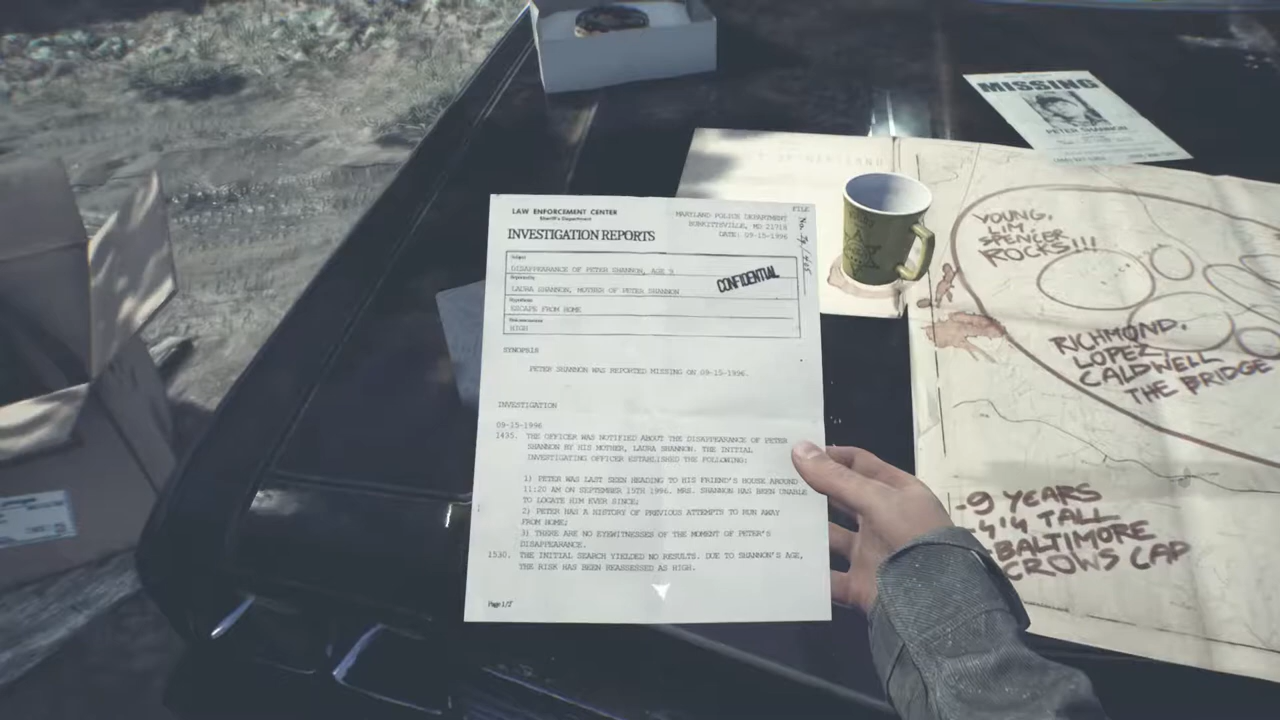 LAW ENFORCEMENT CENTER
Sheriff's Department
INVESTIGATION REPORTS
MARYLAND POLICE DEPARTMENT
BURKITTSVILLE, MD 21718
DATE: 09-15-1996
FILE
No.
Subject
DISAPPEARANCE OF PETER SHANNON, AGE 9
CONFIDENTIAL
LAURA SHANNON, MOTHER OF PETER SHANNON
ESCAPE FROM HOME
HIGH
SYNOPSIS
PETER SHANNON WAS REPORTED MISSING ON 09-15-1996.
INVESTIGATION
09-15-1996
1435. THE OFFICER WAS NOTIFIED ABOUT THE DISAPPEARANCE OF PETER
SHANNON BY HIS MOTHER, LAURA SHANNON. THE INITIAL
INVESTIGATING OFFICER ESTABLISHED THE FOLLOWING:
1) PETER WAS LAST SEEN HEADING TO HIS FRIEND'S HOUSE AROUND
11:20 AM ON SEPTEMBER 15TH 1996. MRS. SHANNON HAS BEEN UNABLE
TO LOCATE HIM EVER SINCE;
2) PETER HAS A HISTORY OF PREVIOUS ATTEMPTS TO RUN AWAY
FROM HOME;
3) THERE ARE NO EYEWITNESSES OF THE MOMENT OF PETER'S
DISAPPEARANCE.
1530. THE INITIAL SEARCH YIELDED NO RESULTS. DUE TO SHANNON'S AGE,
THE RISK HAS BEEN REASSESSED AS HIGH.
Page 1/2
MISSING
PETER SHANNON
YOUNG,
LIM
SPENCER
ROCKS!!!
RICHMOND,
LOPEZ,
CALDWELL
THE BRIDGE
-9 YEARS
4'4 TALL
BALTIMORE
CROWS CAP